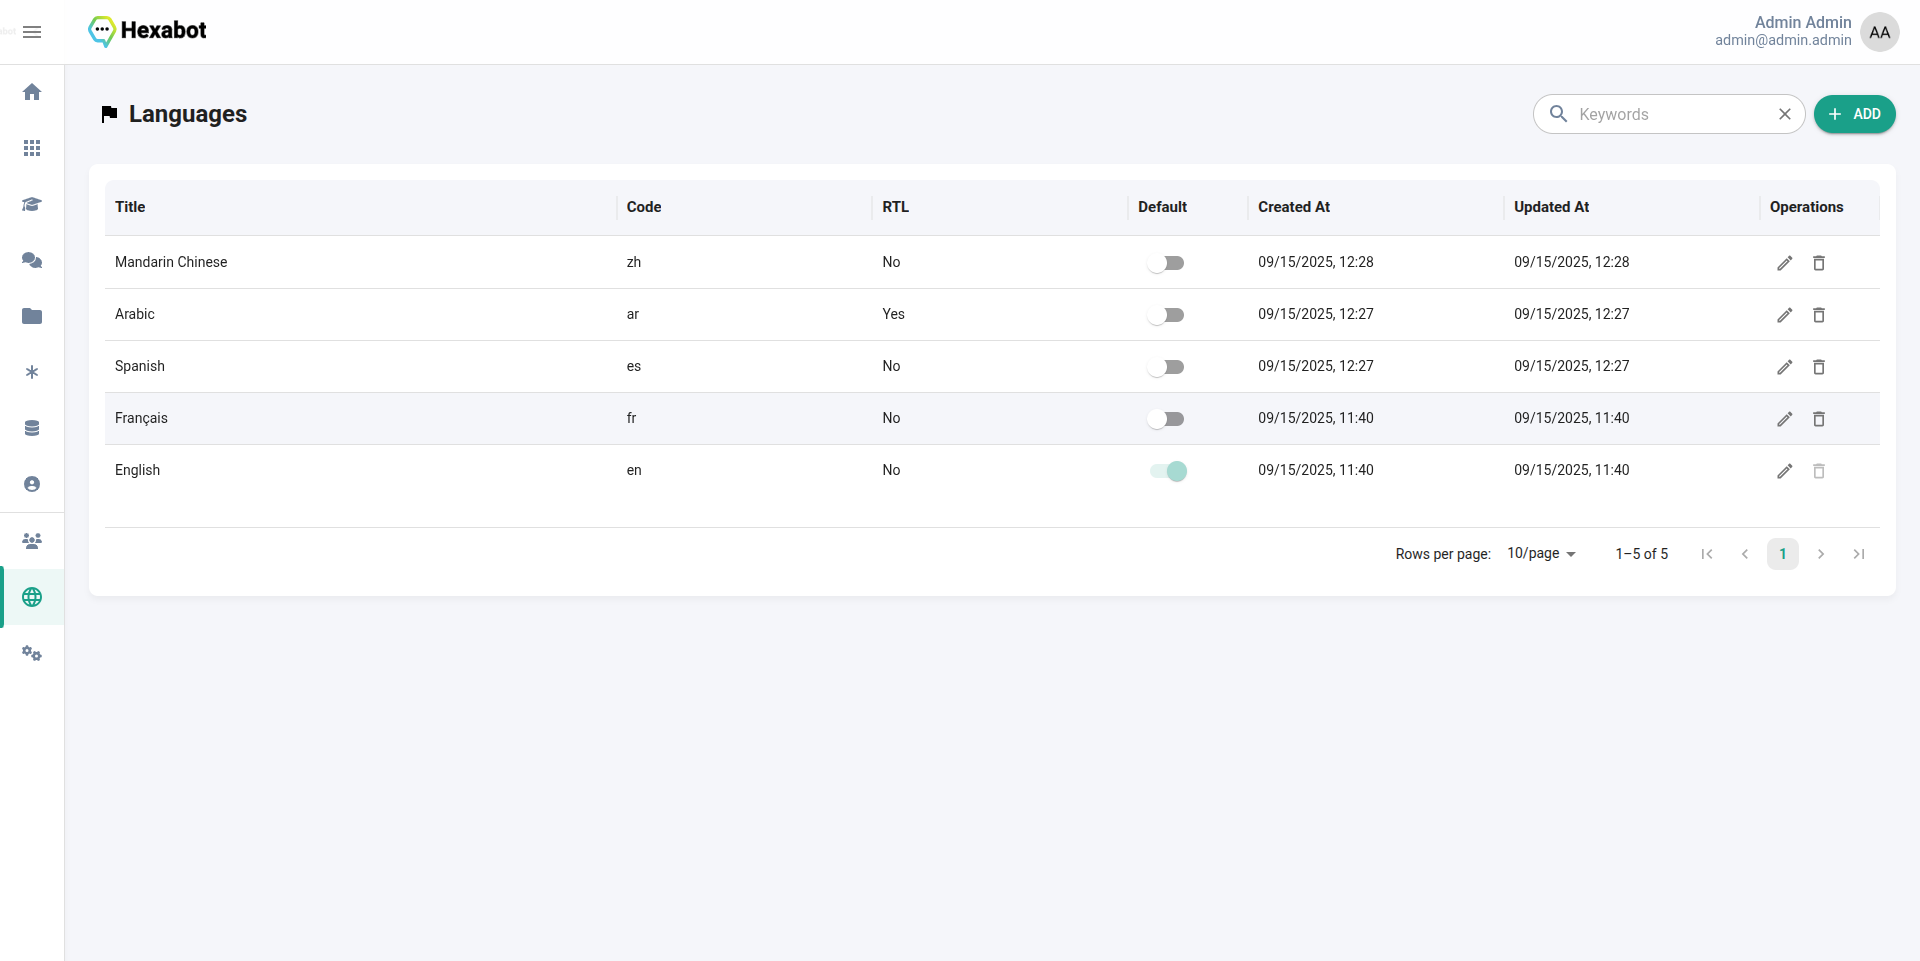 Hexabot
Admin Admin
admin@admin.admin
AA
Languages
Keywords
ADD
Title Code RTL Default Created At Updated At Operations
Mandarin Chinese zh No 09/15/2025, 12:28 09/15/2025, 12:28
Arabic ar Yes 09/15/2025, 12:27 09/15/2025, 12:27
Spanish es No 09/15/2025, 12:27 09/15/2025, 12:27
Français fr No 09/15/2025, 11:40 09/15/2025, 11:40
English en No 09/15/2025, 11:40 09/15/2025, 11:40
Rows per page: 10/page 1–5 of 5 1